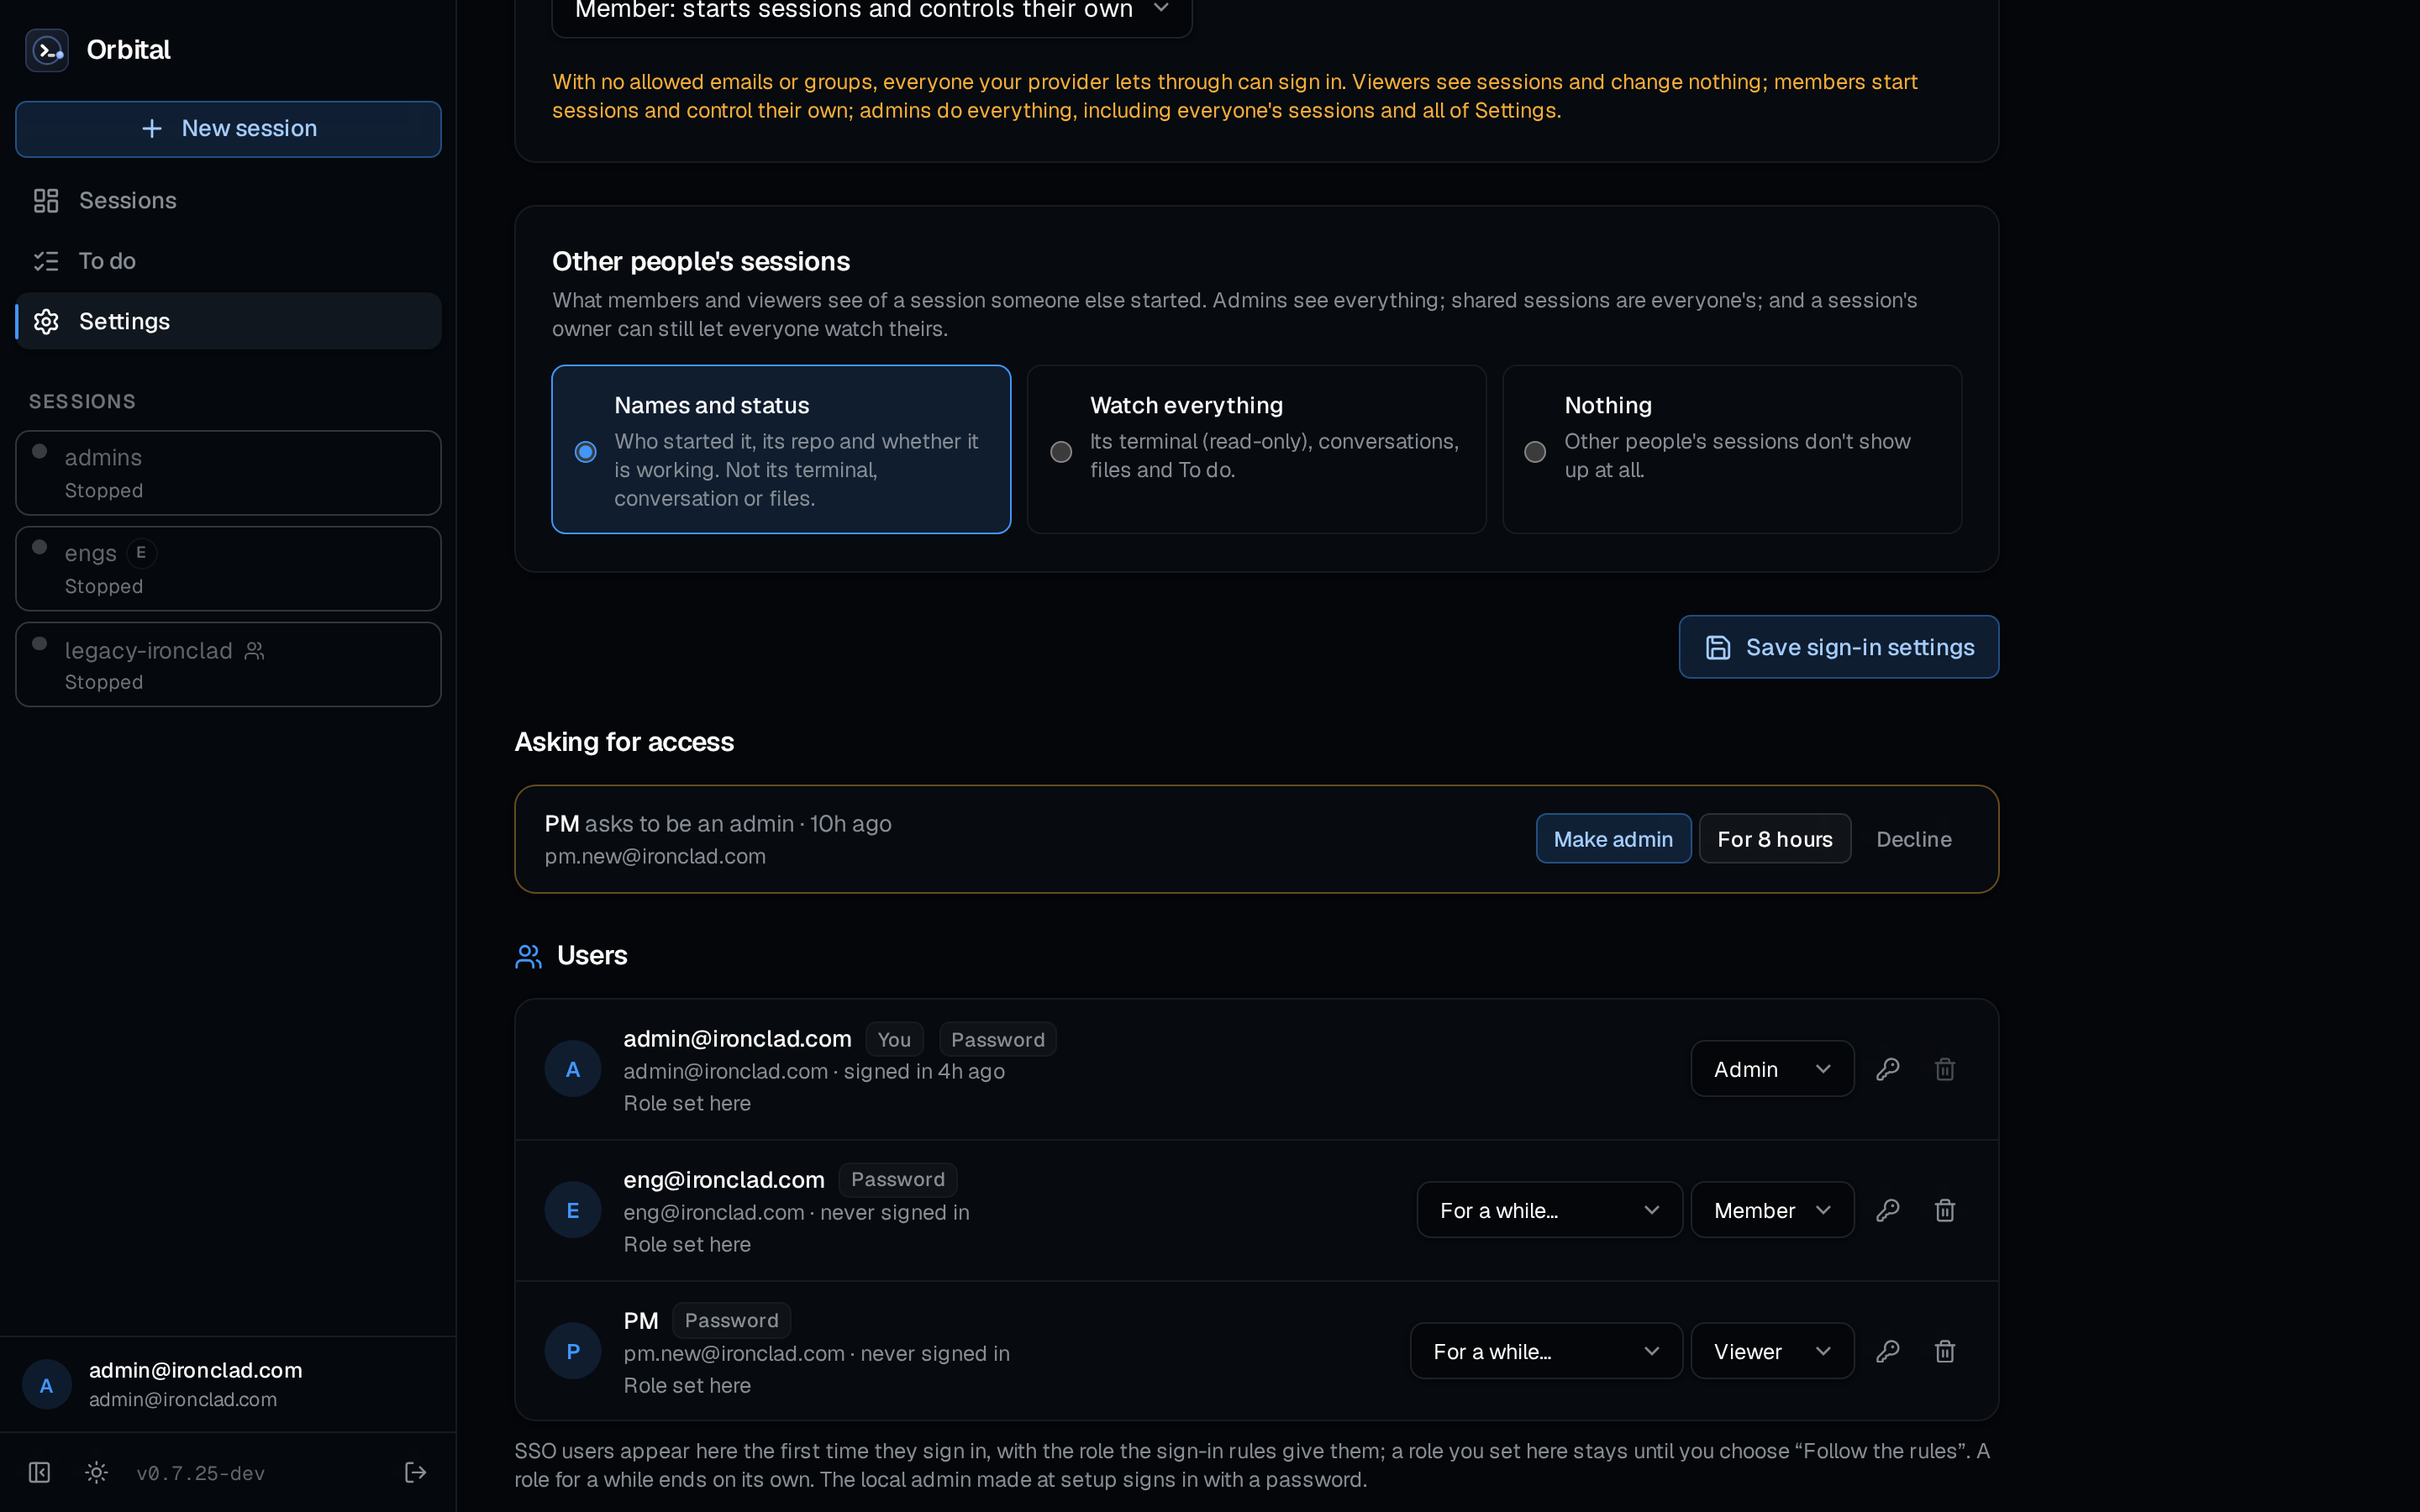 Orbital
New session
Sessions
To do
Settings
SESSIONS
admins
Stopped
engs E
Stopped
legacy-ironclad
Stopped
A
admin@ironclad.com
admin@ironclad.com
v0.7.25-dev
Member: starts sessions and controls their own
With no allowed emails or groups, everyone your provider lets through can sign in. Viewers see sessions and change nothing; members start
sessions and control their own; admins do everything, including everyone's sessions and all of Settings.
Other people's sessions
What members and viewers see of a session someone else started. Admins see everything; shared sessions are everyone's; and a session's
owner can still let everyone watch theirs.
Names and status
Who started it, its repo and whether it
is working. Not its terminal,
conversation or files.
Watch everything
Its terminal (read-only), conversations,
files and To do.
Nothing
Other people's sessions don't show
up at all.
Save sign-in settings
Asking for access
PM asks to be an admin · 10h ago
pm.new@ironclad.com
Make admin
For 8 hours
Decline
Users
A
admin@ironclad.com You Password
admin@ironclad.com · signed in 4h ago
Role set here
Admin
E
eng@ironclad.com Password
eng@ironclad.com · never signed in
Role set here
For a while...
Member
P
PM Password
pm.new@ironclad.com · never signed in
Role set here
For a while...
Viewer
SSO users appear here the first time they sign in, with the role the sign-in rules give them; a role you set here stays until you choose “Follow the rules”. A
role for a while ends on its own. The local admin made at setup signs in with a password.